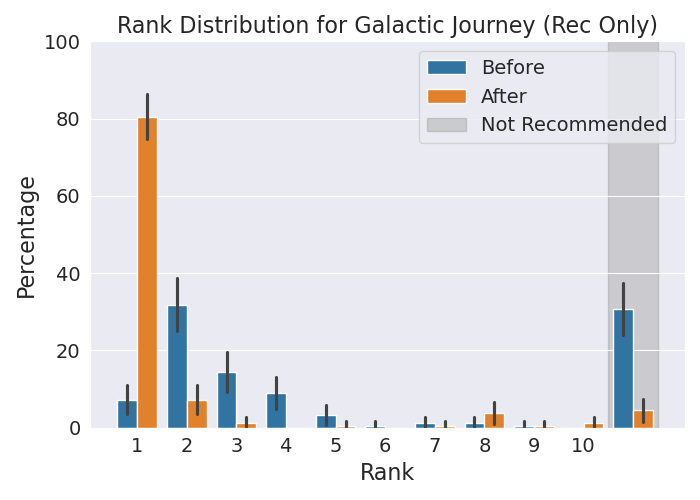 Rank Distribution for Galactic Journey (Rec Only)
100
80
60
40
20
0
Percentage
Before
After
Not Recommended
1 2 3 4 5 6 7 8 9 10
Rank